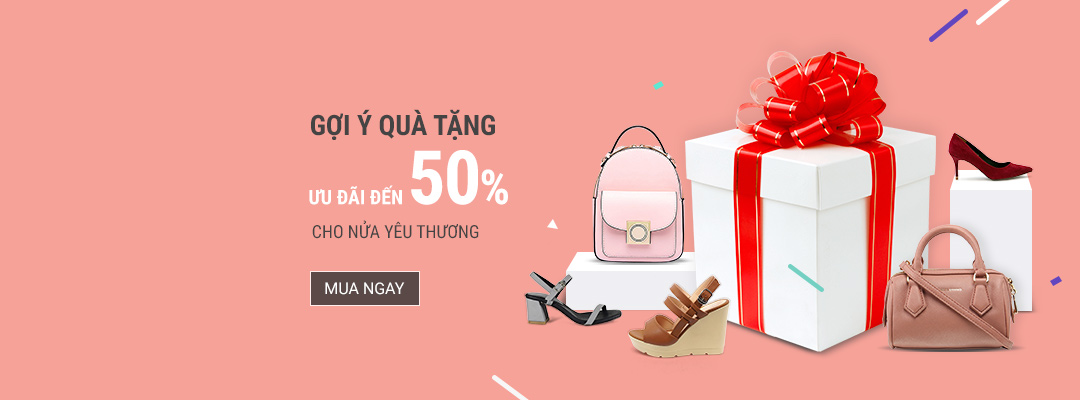 GỢI Ý QUÀ TẶNG
ƯU ĐÃI ĐẾN 50%
CHO NỬA YÊU THƯƠNG
MUA NGAY